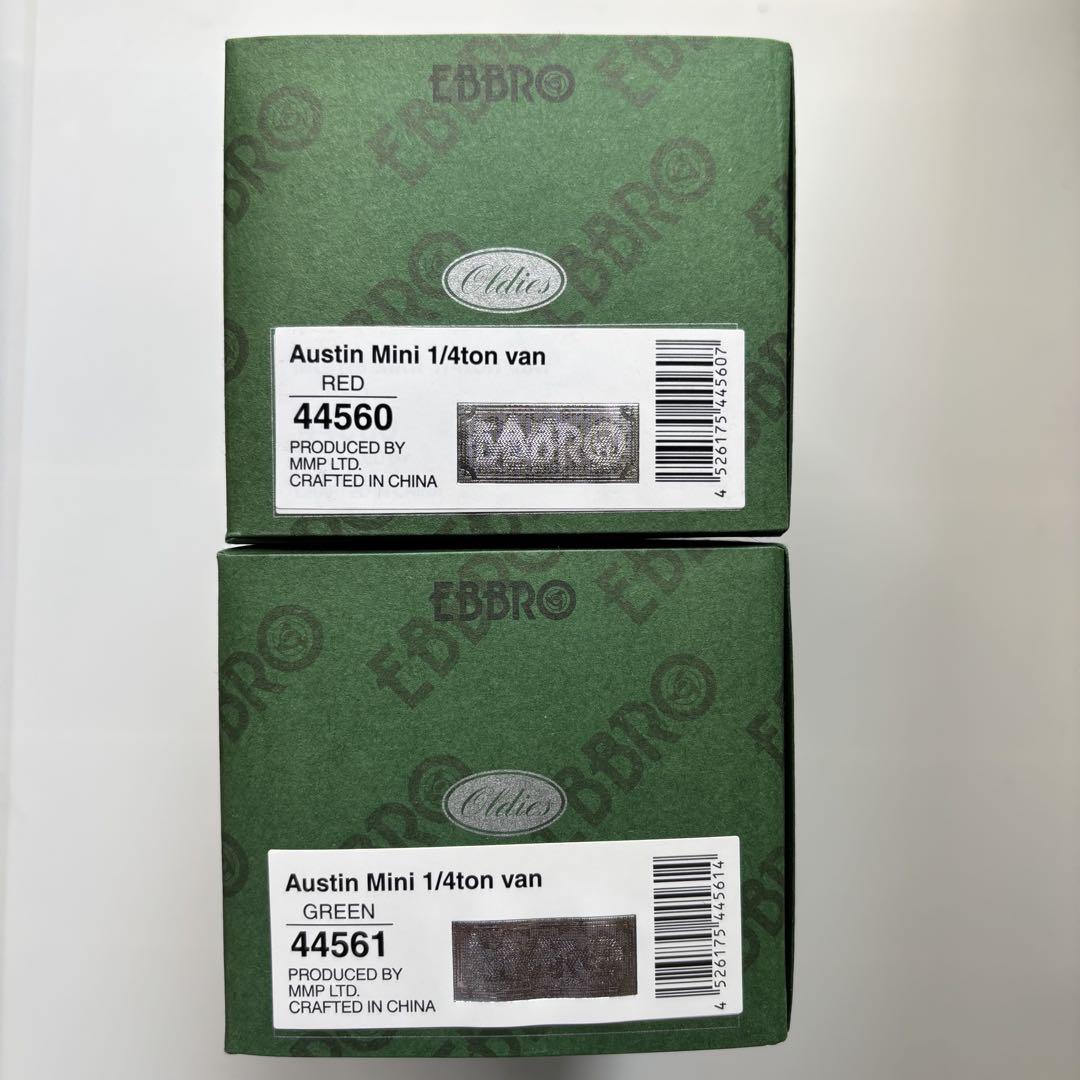 EBBRO
Oldies
Austin Mini 1/4ton van
RED
44560
PRODUCED BY
MMP LTD.
CRAFTED IN CHINA
EBBRO
4 526175 445607
EBBRO
Oldies
Austin Mini 1/4ton van
GREEN
44561
PRODUCED BY
MMP LTD.
CRAFTED IN CHINA
EBBRO
4 526175 445614